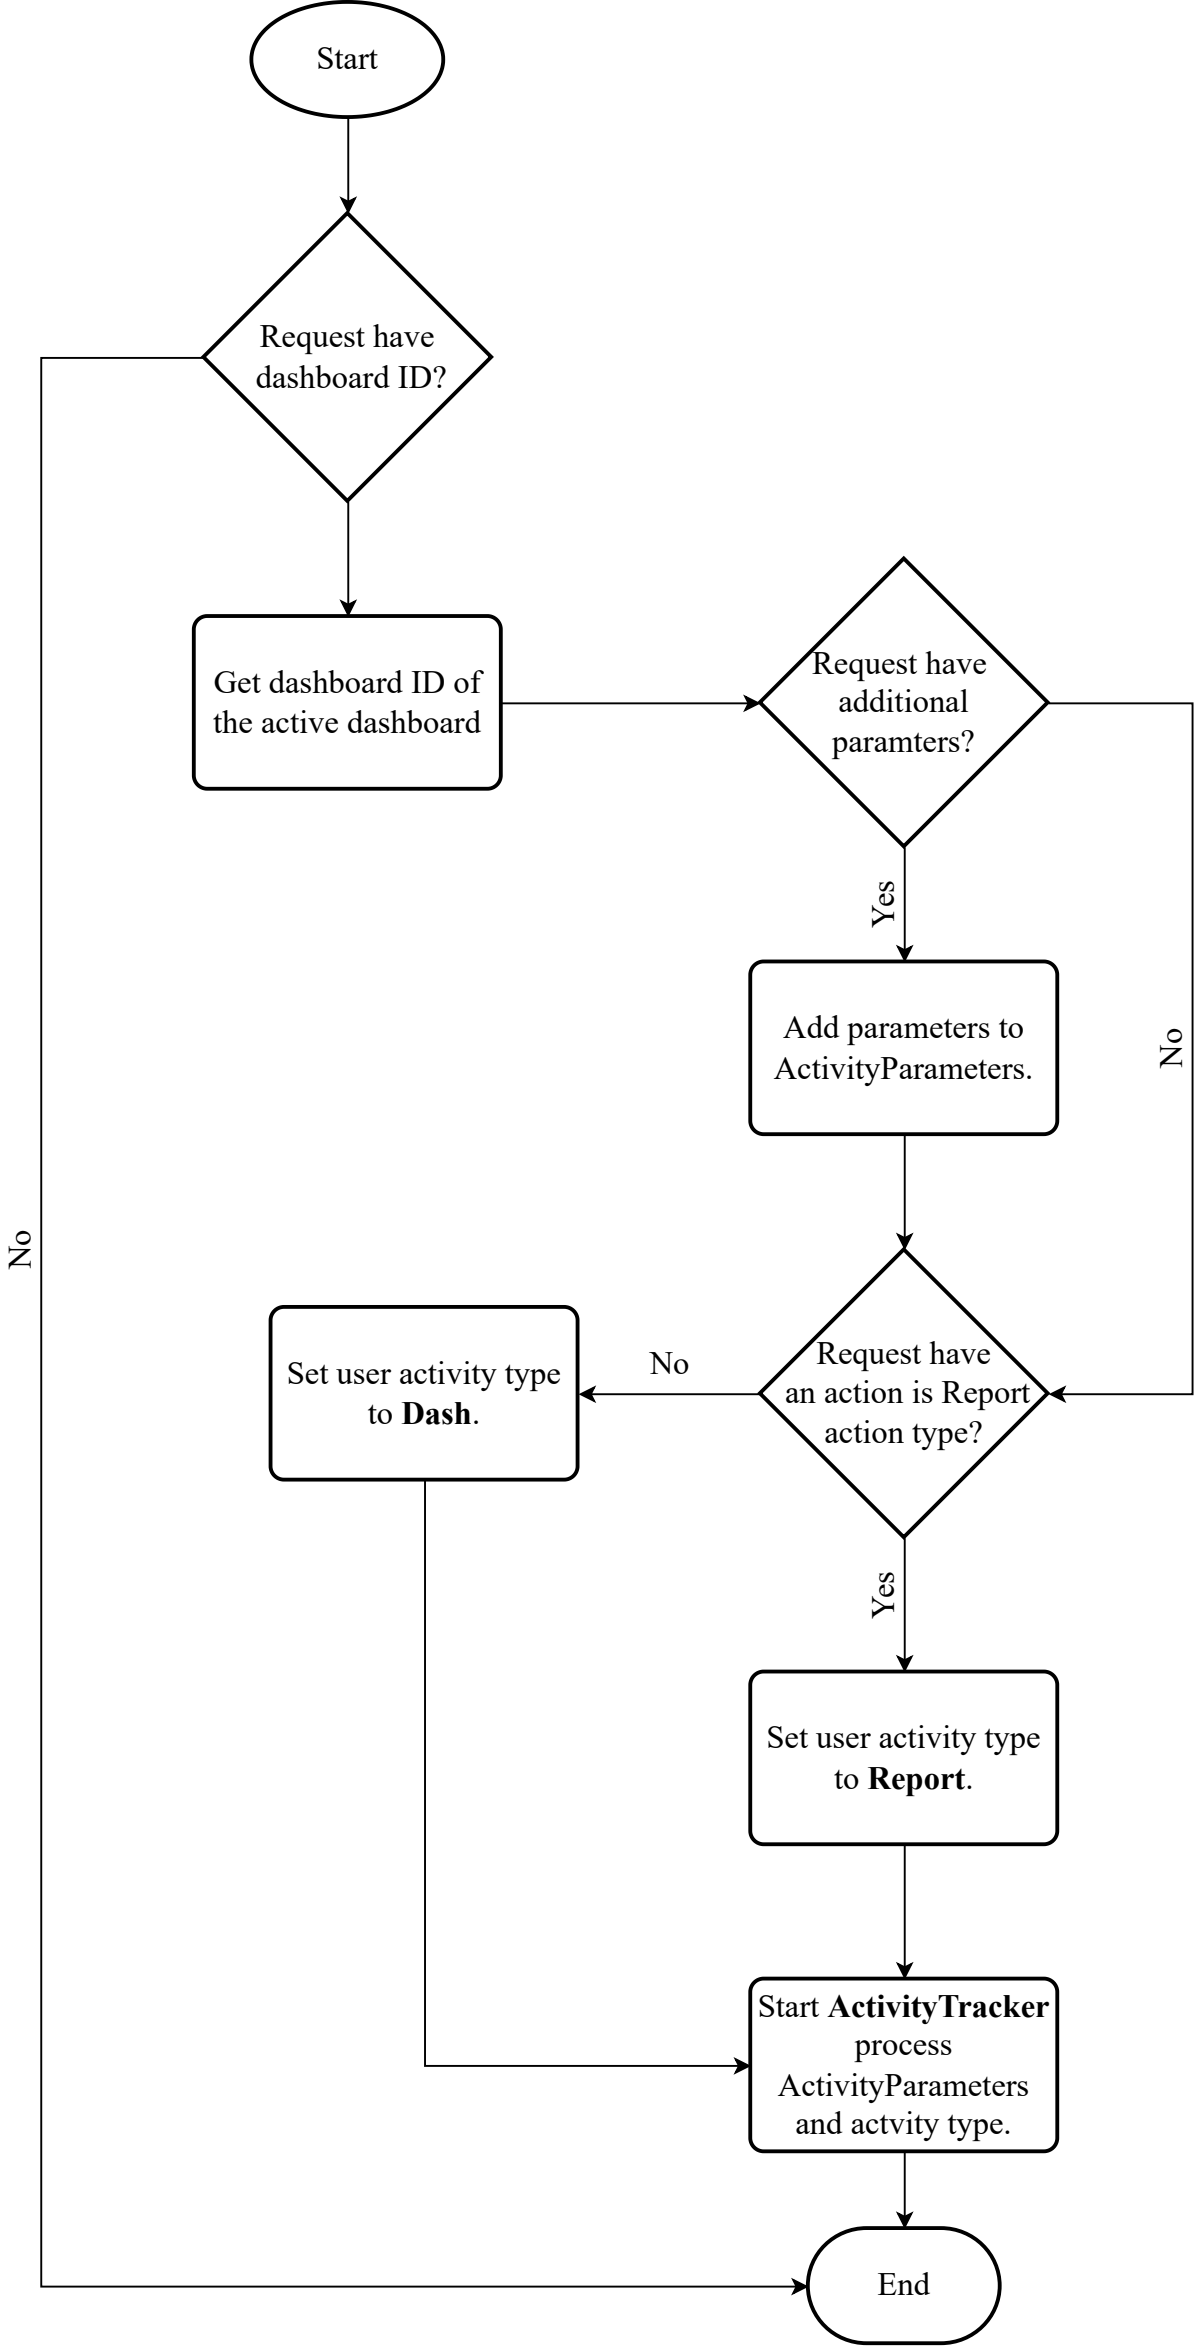 Start
Request have
dashboard ID?
Get dashboard ID of
the active dashboard
Request have
additional
paramters?
Yes
No
Add parameters to
ActivityParameters.
No
Request have
an action is Report
action type?
No
Set user activity type
to Dash.
Yes
Set user activity type
to Report.
Start ActivityTracker
process
ActivityParameters
and actvity type.
End